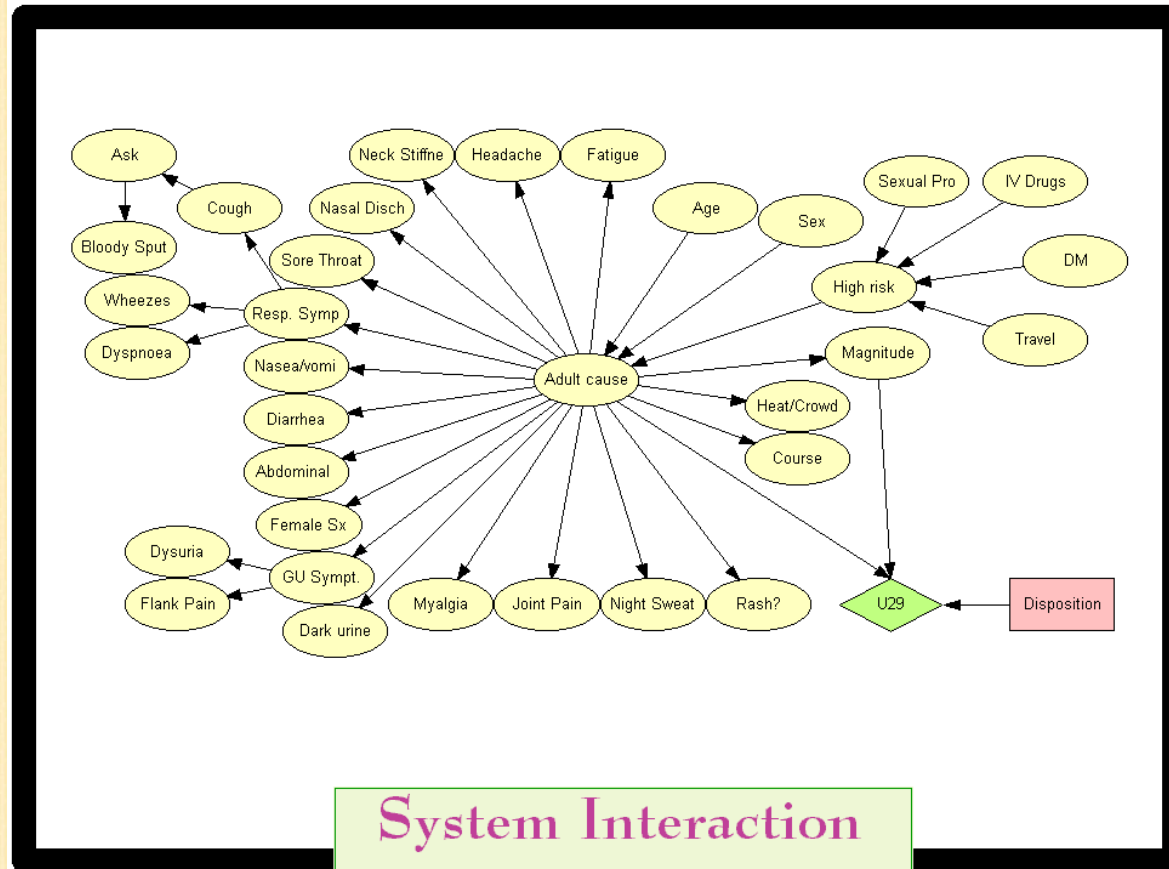 Ask
Neck Stiffne
Headache
Fatigue
Sexual Pro
IV Drugs
Cough
Nasal Disch
Age
Sex
Bloody Sput
Sore Throat
DM
Wheezes
High risk
Resp. Symp
Dyspnoea
Travel
Magnitude
Nasea/vomi
Adult cause
Heat/Crowd
Diarrhea
Course
Abdominal
Female Sx
Dysuria
GU Sympt.
Flank Pain
Myalgia
Joint Pain
Night Sweat
Rash?
U29
Disposition
Dark urine
System Interaction